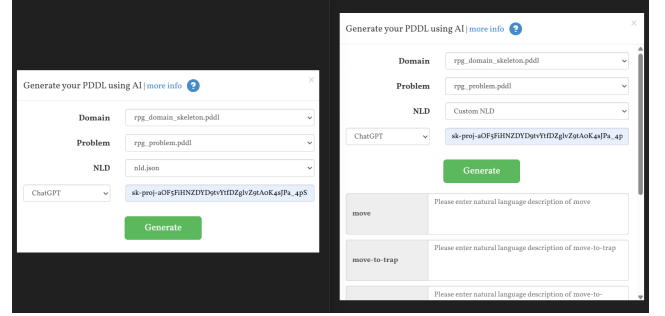 Generate your PDDL using AI | more info ?
×
Domain
rpg_domain_skeleton.pddl
Problem
rpg_problem.pddl
NLD
nld.json
ChatGPT
Generate
Generate your PDDL using AI | more info ?
×
Domain
rpg_domain_skeleton.pddl
Problem
rpg_problem.pddl
NLD
Custom NLD
ChatGPT
Generate
move
Please enter natural language description of move
move-to-trap
Please enter natural language description of move-to-trap
Please enter natural language description of move-to-